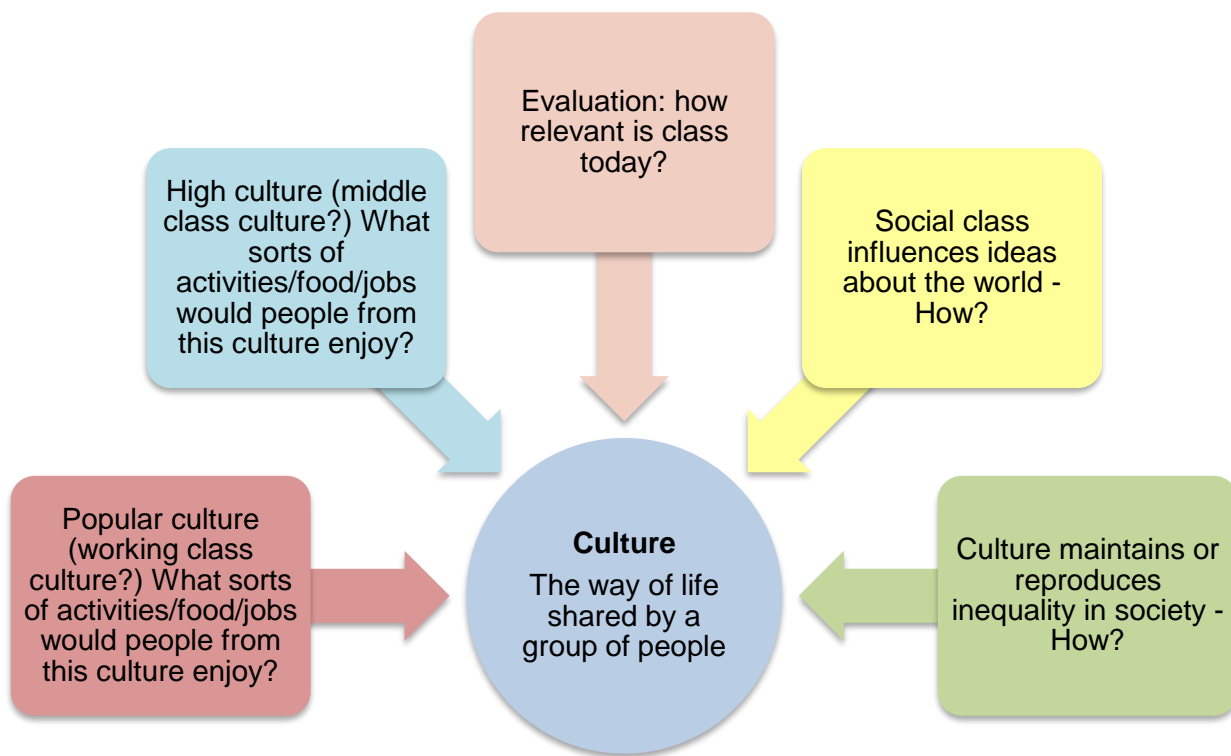 Evaluation: how
relevant is class
today?
High culture (middle
class culture?) What
sorts of
activities/food/jobs
would people from
this culture enjoy?
Social class
influences ideas
about the world -
How?
Popular culture
(working class
culture?) What sorts
of activities/food/jobs
would people from
this culture enjoy?
Culture
The way of life
shared by a
group of people
Culture maintains or
reproduces
inequality in society -
How?